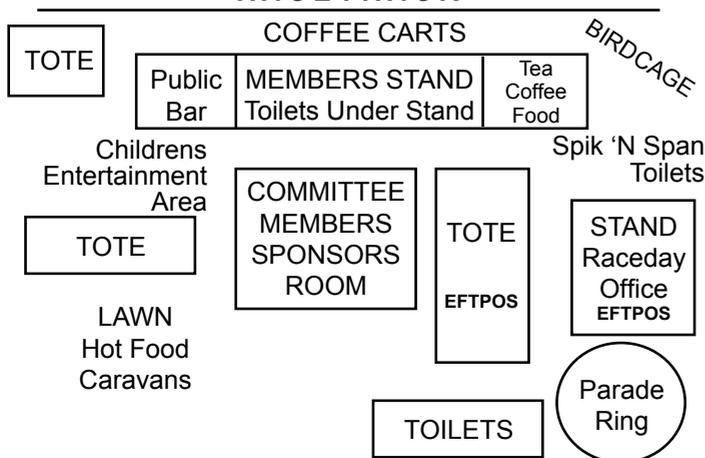 COFFEE CARTS
BIRDCAGE
TOTE
Public
Bar
MEMBERS STAND
Toilets Under Stand
Tea
Coffee
Food
Childrens
Entertainment
Area
Spik ‘N Span
Toilets
TOTE
COMMITTEE
MEMBERS
SPONSORS
ROOM
TOTE
EFTPOS
STAND
Raceday
Office
EFTPOS
LAWN
Hot Food
Caravans
Parade
Ring
TOILETS